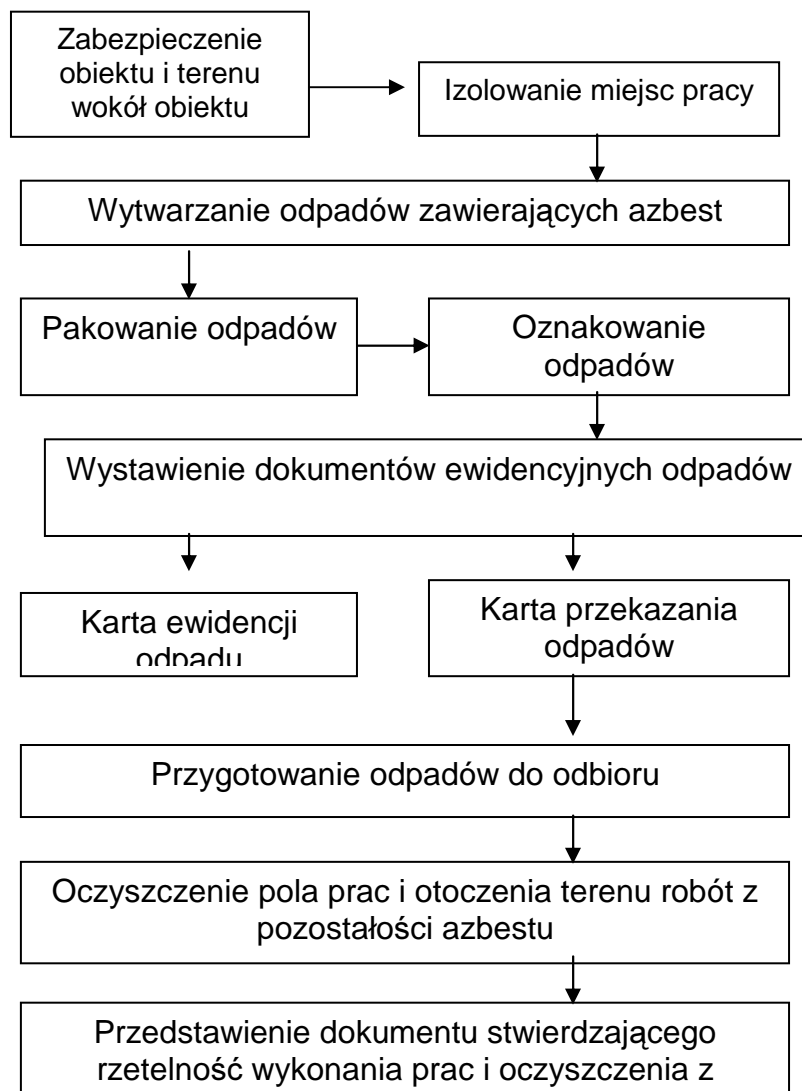 Zabezpieczenie
obiektu i terenu
wokół obiektu
Izolowanie miejsc pracy
Wytwarzanie odpadów zawierających azbest
Pakowanie odpadów
Oznakowanie
odpadów
Wystawienie dokumentów ewidencyjnych odpadów
Karta ewidencji
odpadu
Karta przekazania
odpadów
Przygotowanie odpadów do odbioru
Oczyszczenie pola prac i otoczenia terenu robót z
pozostałości azbestu
Przedstawienie dokumentu stwierdzającego
rzetelność wykonania prac i oczyszczenia z